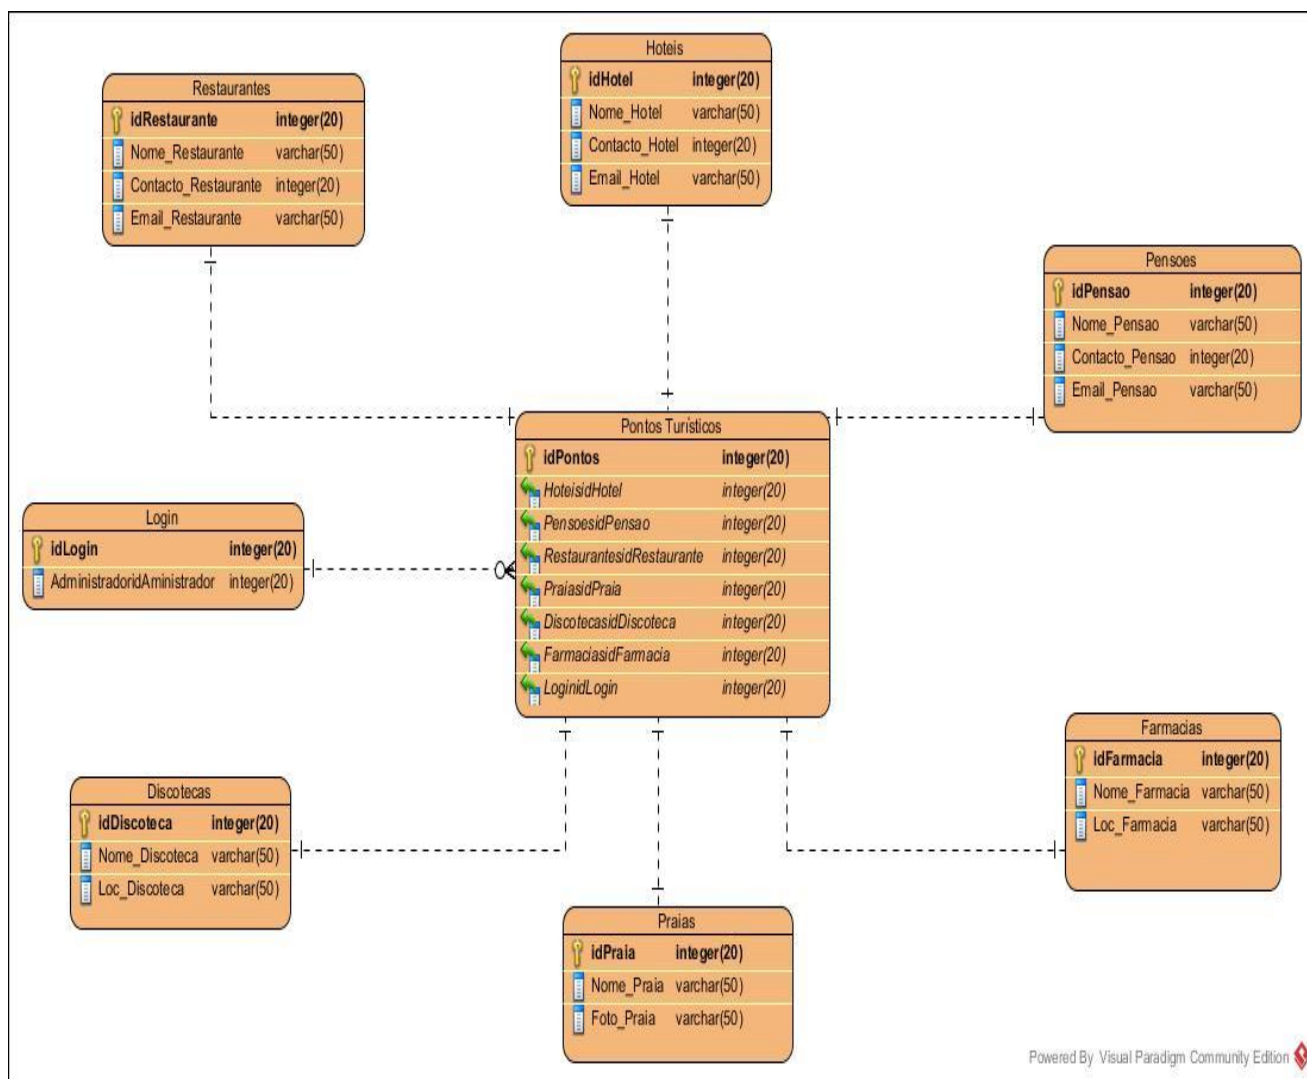 Hoteis
idHotel integer(20)
Nome_Hotel varchar(50)
Contacto_Hotel integer(20)
Email_Hotel varchar(50)
Restaurantes
idRestaurante integer(20)
Nome_Restaurante varchar(50)
Contacto_Restaurante integer(20)
Email_Restaurante varchar(50)
Pensoes
idPensao integer(20)
Nome_Pensao varchar(50)
Contacto_Pensao integer(20)
Email_Pensao varchar(50)
Pontos Turísticos
idPontos integer(20)
HoteisidHotel integer(20)
PensoesidPensao integer(20)
RestaurantesidRestaurante integer(20)
PraiasidPraia integer(20)
DiscotecasidDiscoteca integer(20)
FarmaciasidFarmacia integer(20)
LoginidLogin integer(20)
Login
idLogin integer(20)
AdministradoridAministrador integer(20)
Farmacias
idFarmacia integer(20)
Nome_Farmacia varchar(50)
Loc_Farmacia varchar(50)
Discotecas
idDiscoteca integer(20)
Nome_Discoteca varchar(50)
Loc_Discoteca varchar(50)
Praias
idPraia integer(20)
Nome_Praia varchar(50)
Foto_Praia varchar(50)
Powered By Visual Paradigm Community Edition